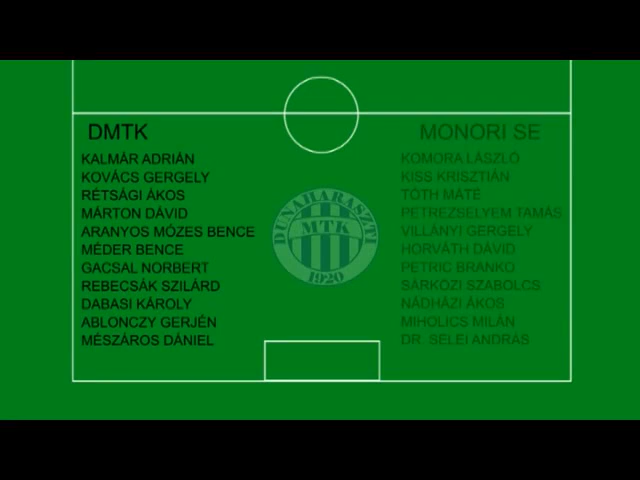 DMTK
KALMÁR ADRIÁN
KOVÁCS GERGELY
RÉTSÁGI ÁKOS
MÁRTON DÁVID
ARANYOS MÓZES BENCE
MÉDER BENCE
GACSAL NORBERT
REBECSÁK SZILÁRD
DABASI KÁROLY
ABLONCZY GERJÉN
MÉSZÁROS DÁNIEL
DUNAHARASZTI
MTK
1920
MONORI SE
KOMORA LÁSZLÓ
KISS KRISZTIÁN
TÓTH MÁTÉ
PETREZSELYEM TAMÁS
VILLÁNYI GERGELY
HORVÁTH DÁVID
PETRIC BRANKO
SÁRKÖZI SZABOLCS
NÁDHÁZI ÁKOS
MIHOLICS MILÁN
DR. SELEI ANDRÁS